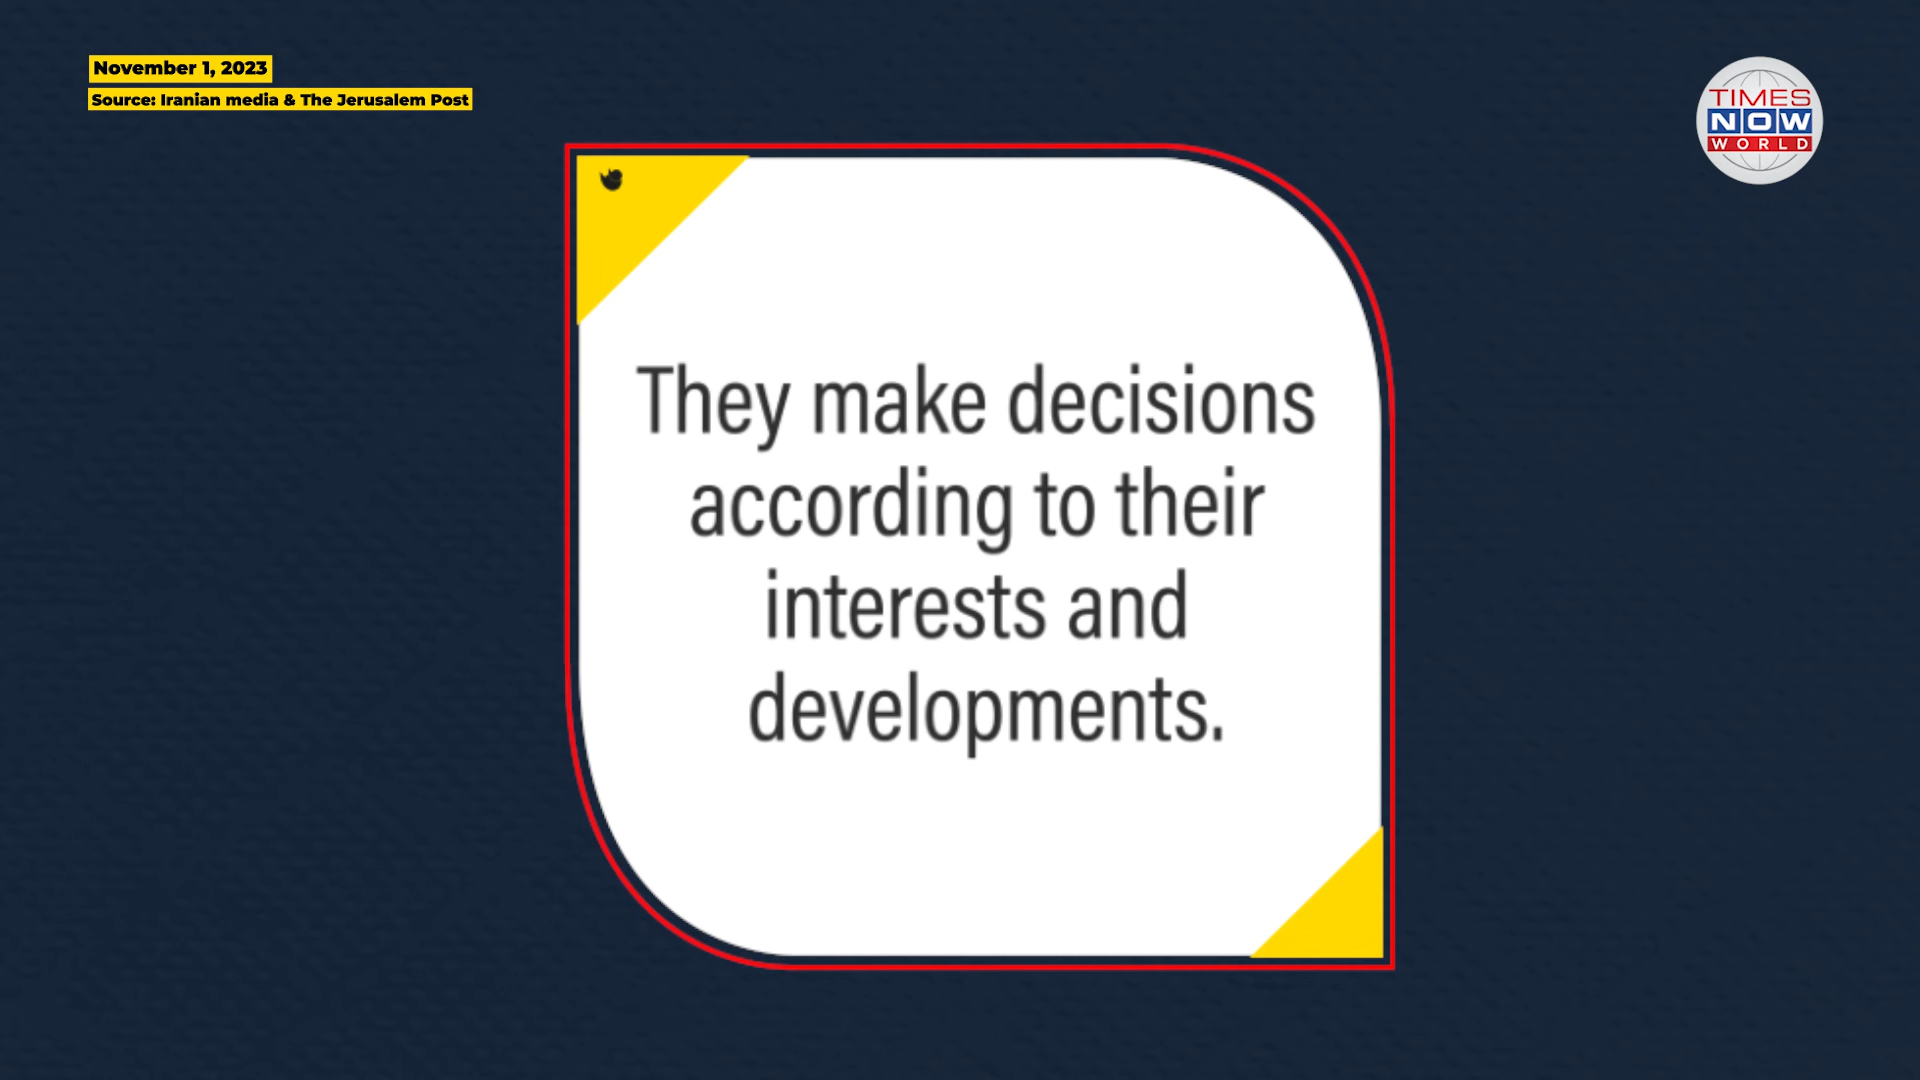 November 1, 2023
Source: Iranian media & The Jerusalem Post
TIMES
NOW
WORLD
They make decisions
according to their
interests and
developments.